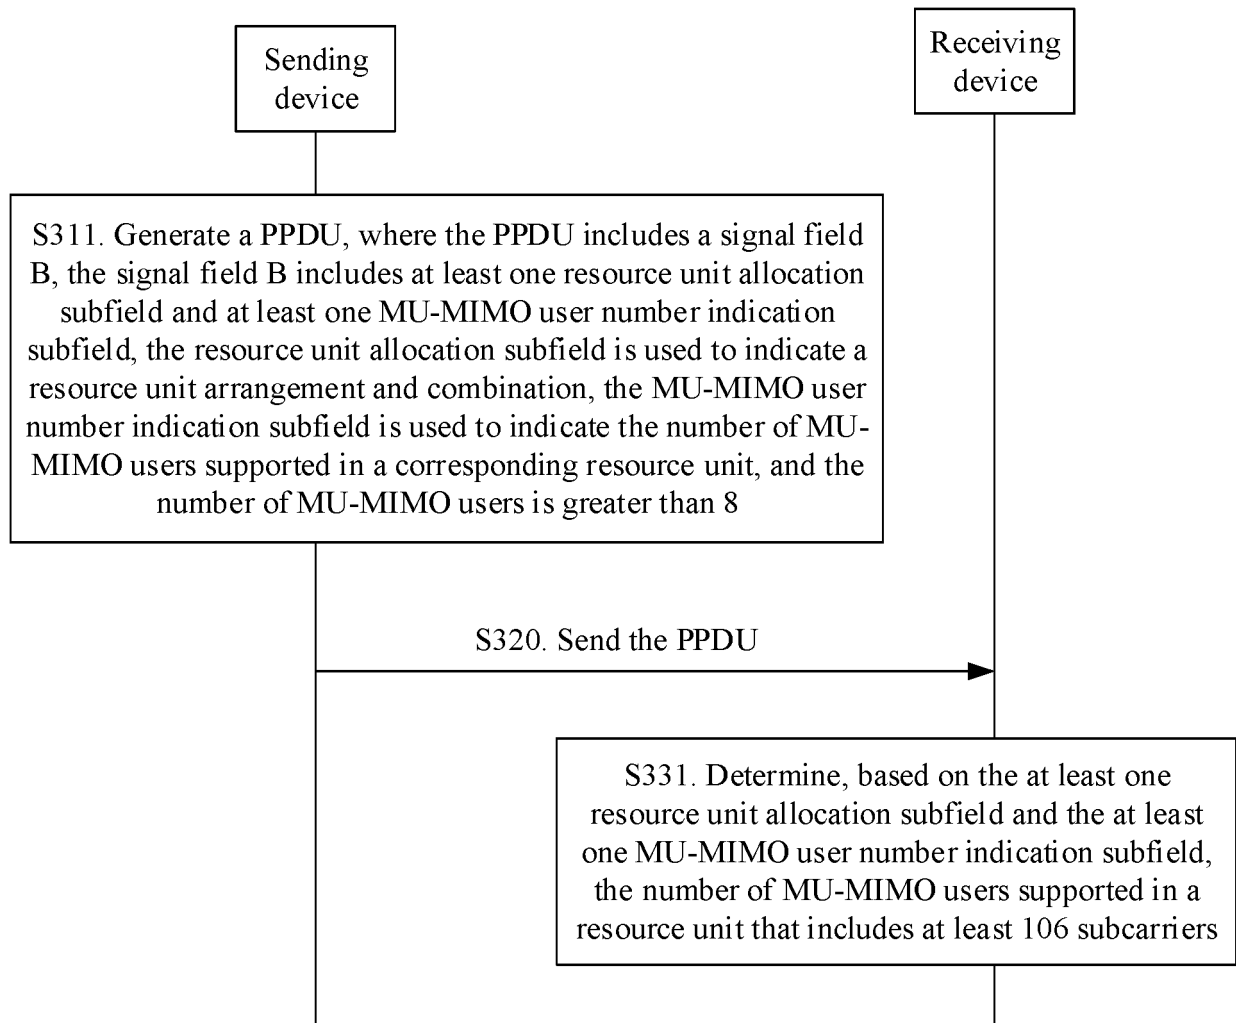 Sending
device
Receiving
device
S311. Generate a PPDU, where the PPDU includes a signal field
B, the signal field B includes at least one resource unit allocation
subfield and at least one MU-MIMO user number indication
subfield, the resource unit allocation subfield is used to indicate a
resource unit arrangement and combination, the MU-MIMO user
number indication subfield is used to indicate the number of MU-
MIMO users supported in a corresponding resource unit, and the
number of MU-MIMO users is greater than 8
S320. Send the PPDU
S331. Determine, based on the at least one
resource unit allocation subfield and the at least
one MU-MIMO user number indication subfield,
the number of MU-MIMO users supported in a
resource unit that includes at least 106 subcarriers